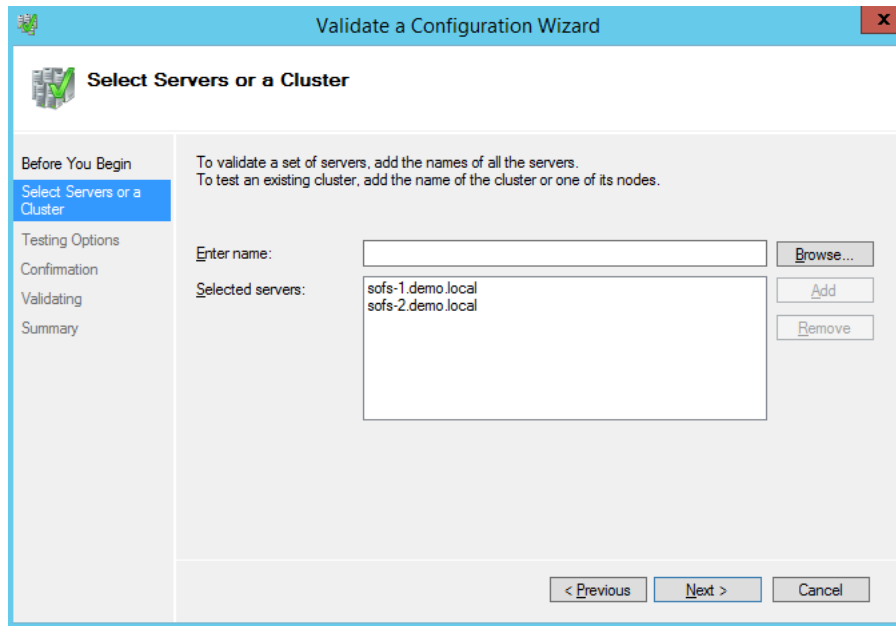 Validate a Configuration Wizard
x
Select Servers or a Cluster
Before You Begin
Select Servers or a
Cluster
Testing Options
Confirmation
Validating
Summary
To validate a set of servers, add the names of all the servers.
To test an existing cluster, add the name of the cluster or one of its nodes.
Enter name:
Browse...
Selected servers:
sofs-1.demo.local
sofs-2.demo.local
Add
Remove
< Previous
Next >
Cancel